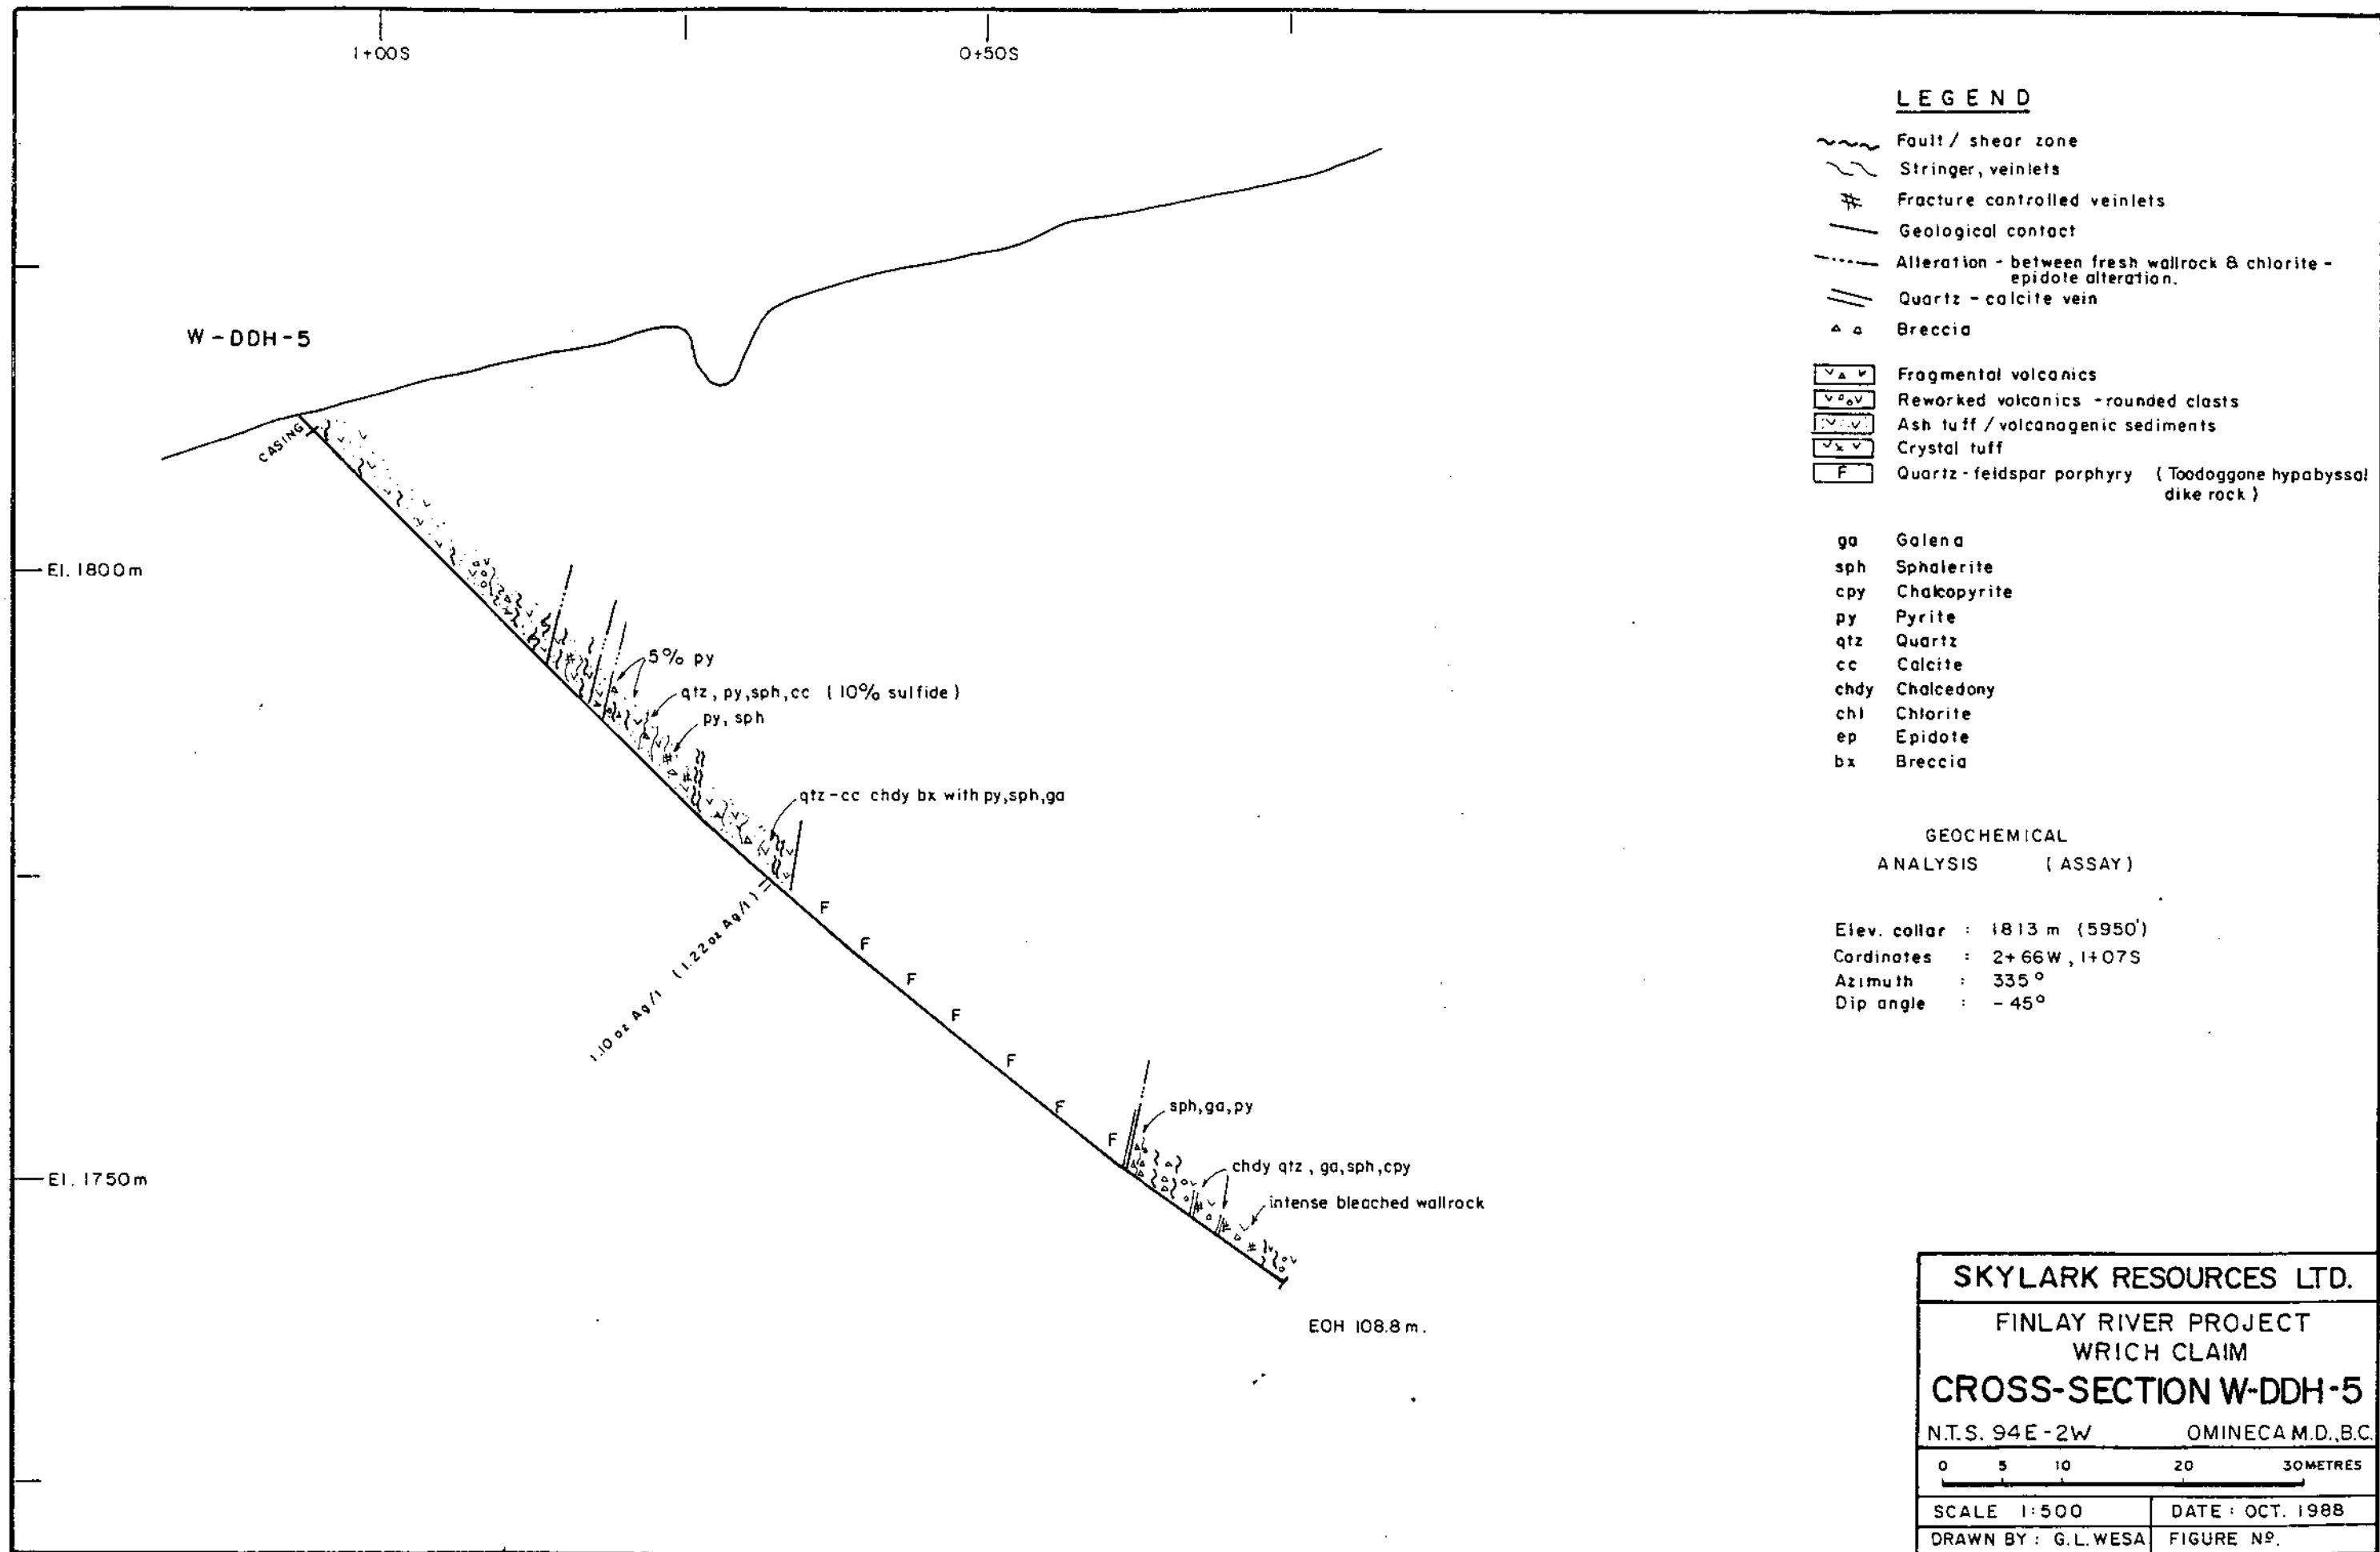 1+00S
0+50S
W-DDH-5
CASING
El. 1800m
5% py
qtz, py, sph, cc (10% sulfide)
py, sph
qtz-cc chdy bx with py, sph, ga
1.10 oz Ag/t (1.22 oz Ag/t)
F
F
F
F
F
F
F
sph, ga, py
chdy qtz, ga, sph, cpy
intense bleached wallrock
El. 1750m
EOH 108.8m.
LEGEND
Fault / shear zone
Stringer, veinlets
Fracture controlled veinlets
Geological contact
Alteration - between fresh wallrock & chlorite -
epidote alteration.
Quartz - calcite vein
Breccia
Fragmental volcanics
Reworked volcanics - rounded clasts
Ash tuff / volcanagenic sediments
Crystal tuff
F Quartz - feldspar porphyry (Toodoggone hypabyssal
dike rock)
ga Galena
sph Sphalerite
cpy Chalcopyrite
py Pyrite
qtz Quartz
cc Calcite
chdy Chalcedony
chl Chlorite
ep Epidote
bx Breccia
GEOCHEMICAL
ANALYSIS (ASSAY)
Elev. collar : 1813 m (5950')
Cordinates : 2+66W, 1+07S
Azimuth : 335°
Dip angle : -45°
SKYLARK RESOURCES LTD.
FINLAY RIVER PROJECT
WRICH CLAIM
CROSS-SECTION W-DDH-5
N.T.S. 94E-2W OMINECA M.D., B.C.
0 5 10 20 30 METRES
SCALE 1:500 DATE: OCT. 1988
DRAWN BY: G.L. WESA FIGURE Nº.